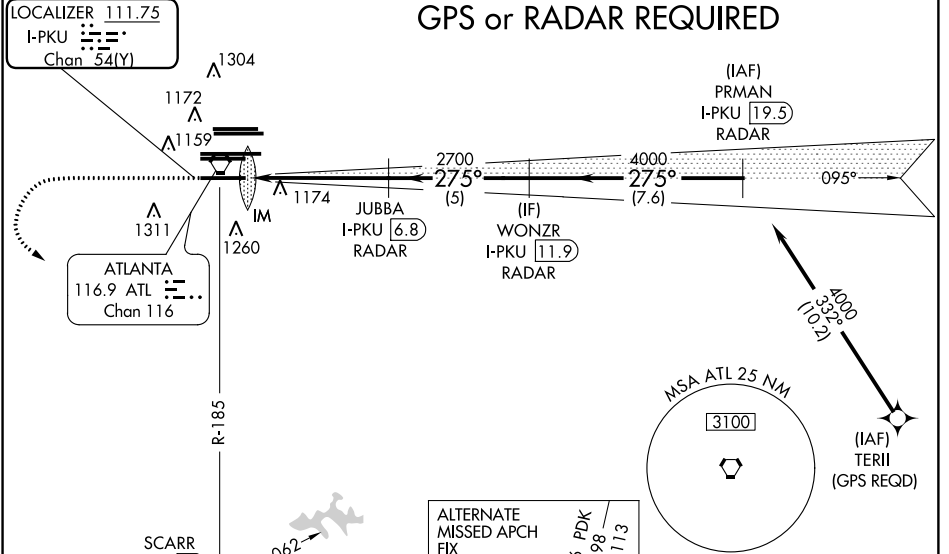 GPS or RADAR REQUIRED
LOCALIZER 111.75
I-PKU
Chan 54(Y)
1304
1172
1159
(IAF)
PRMAN
I-PKU 19.5
RADAR
2700
275°
(5)
4000
275°
(7.6)
095°
1174
IM
1311
1260
JUBBA
I-PKU 6.8
RADAR
(IF)
WONZR
I-PKU 11.9
RADAR
ATLANTA
116.9 ATL
Chan 116
4000
332°
(10.2)
R-185
MSA ATL 25 NM
3100
(IAF)
TERII
(GPS REQD)
SCARR
062
ALTERNATE
MISSED APCH
FIX
PDK
113